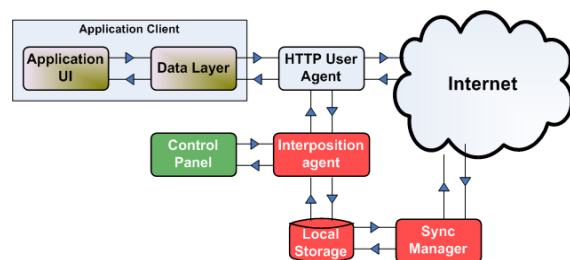 Application Client
Application
UI
Data Layer
HTTP User
Agent
Internet
Control
Panel
Interposition
agent
Local
Storage
Sync
Manager